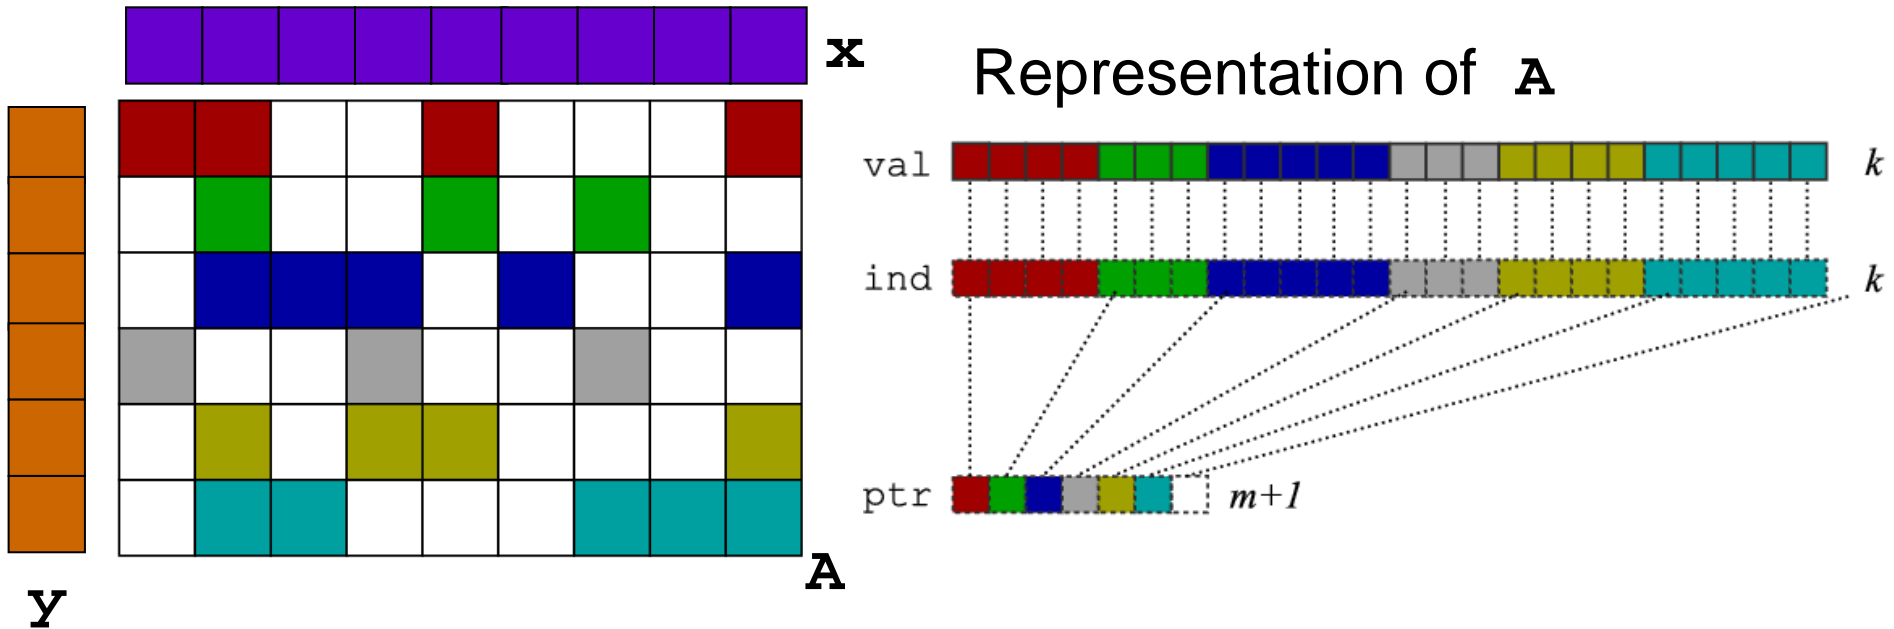 x
Representation of A
val k
ind k
ptr m+1
A
y